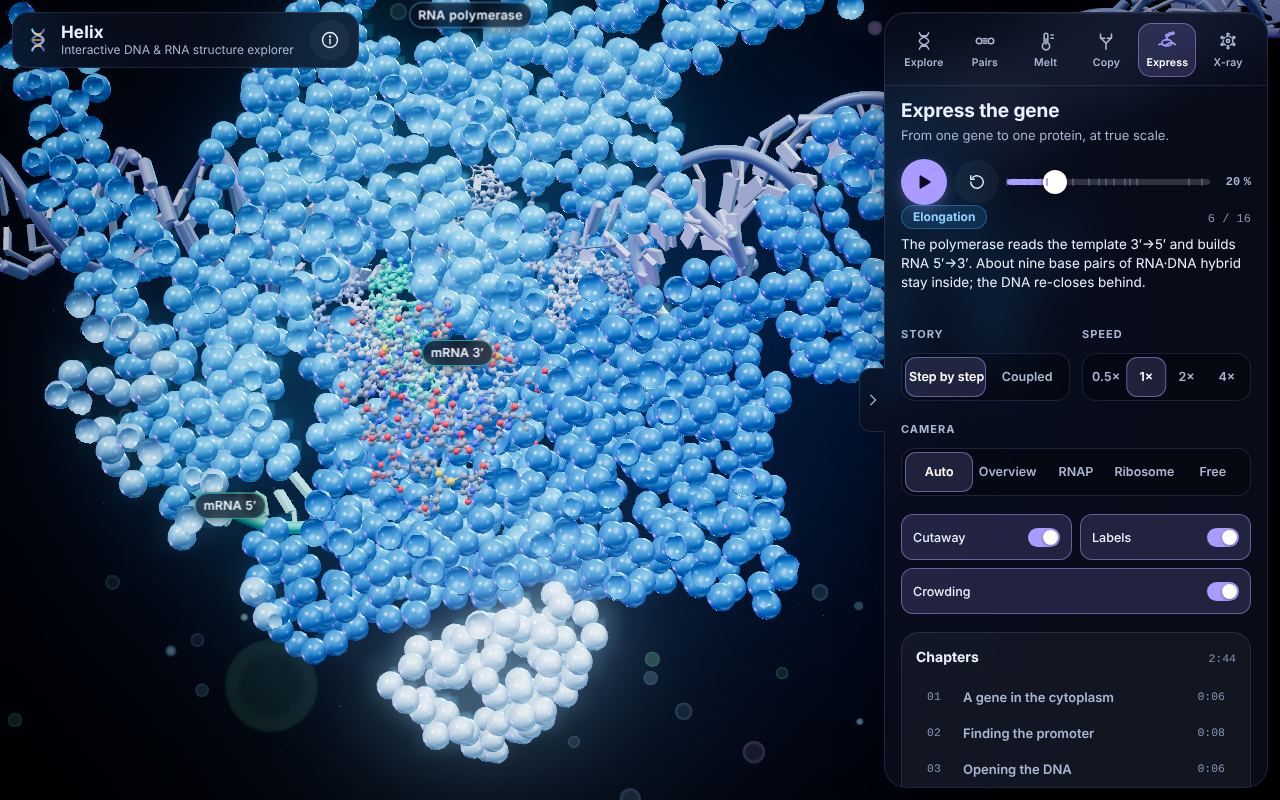 Helix
Interactive DNA & RNA structure explorer
RNA polymerase
mRNA 3′
mRNA 5′
Explore
Pairs
Melt
Copy
Express
X-ray
Express the gene
From one gene to one protein, at true scale.
20 %
Elongation
6 / 16
The polymerase reads the template 3′→5′ and builds
RNA 5′→3′. About nine base pairs of RNA·DNA hybrid
stay inside; the DNA re-closes behind.
STORY
SPEED
Step by step
Coupled
0.5×
1×
2×
4×
CAMERA
Auto
Overview
RNAP
Ribosome
Free
Cutaway
Labels
Crowding
Chapters
2:44
01 A gene in the cytoplasm 0:06
02 Finding the promoter 0:08
03 Opening the DNA 0:06